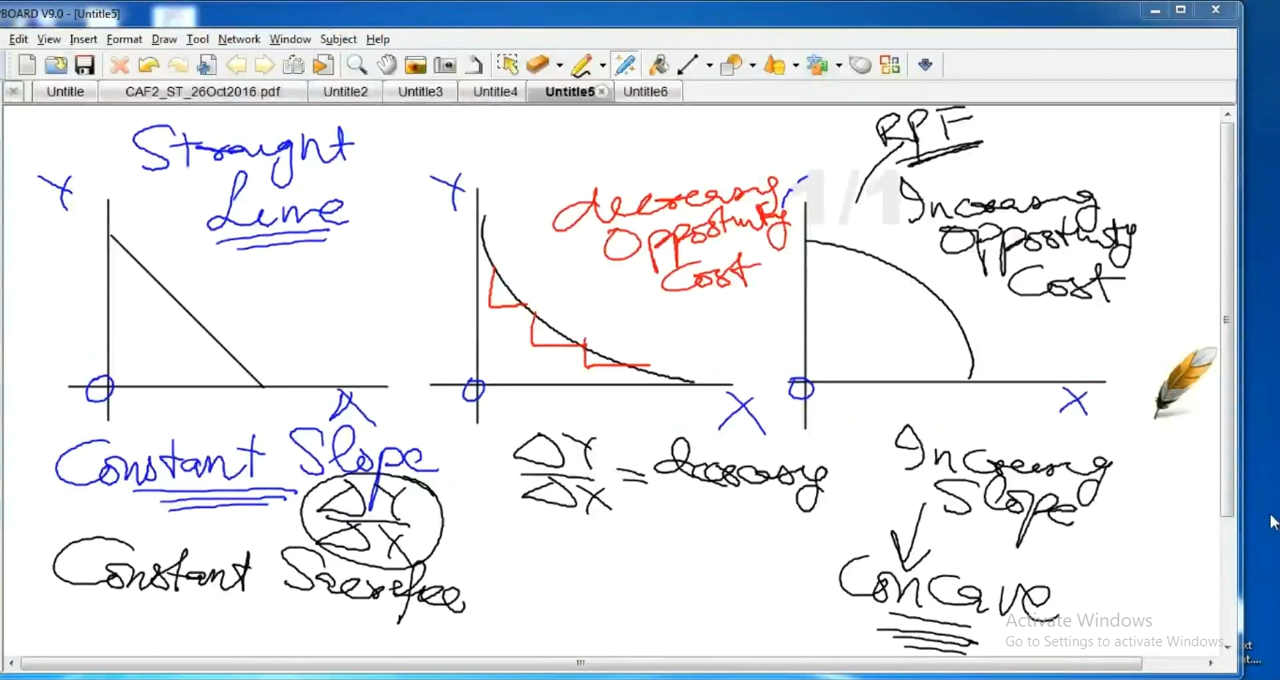 BOARD V9.0 - [Untitle5]
Edit View Insert Format Draw Tool Network Window Subject Help
Untitle CAF2_ST_26Oct2016.pdf Untitle2 Untitle3 Untitle4 Untitle5 Untitle6
Straight
Line
Y
O
X
Constant Slope
ΔY
ΔX
Constant Sacrifice
Y
decreasing
Opportunity
Cost
O
X
ΔY
ΔX
= decreasing
PPF
1/1
Increasing
Opportunity
Cost
Y
O
X
Increasing
Slope
Concave
Activate Windows
Go to Settings to activate Windows.